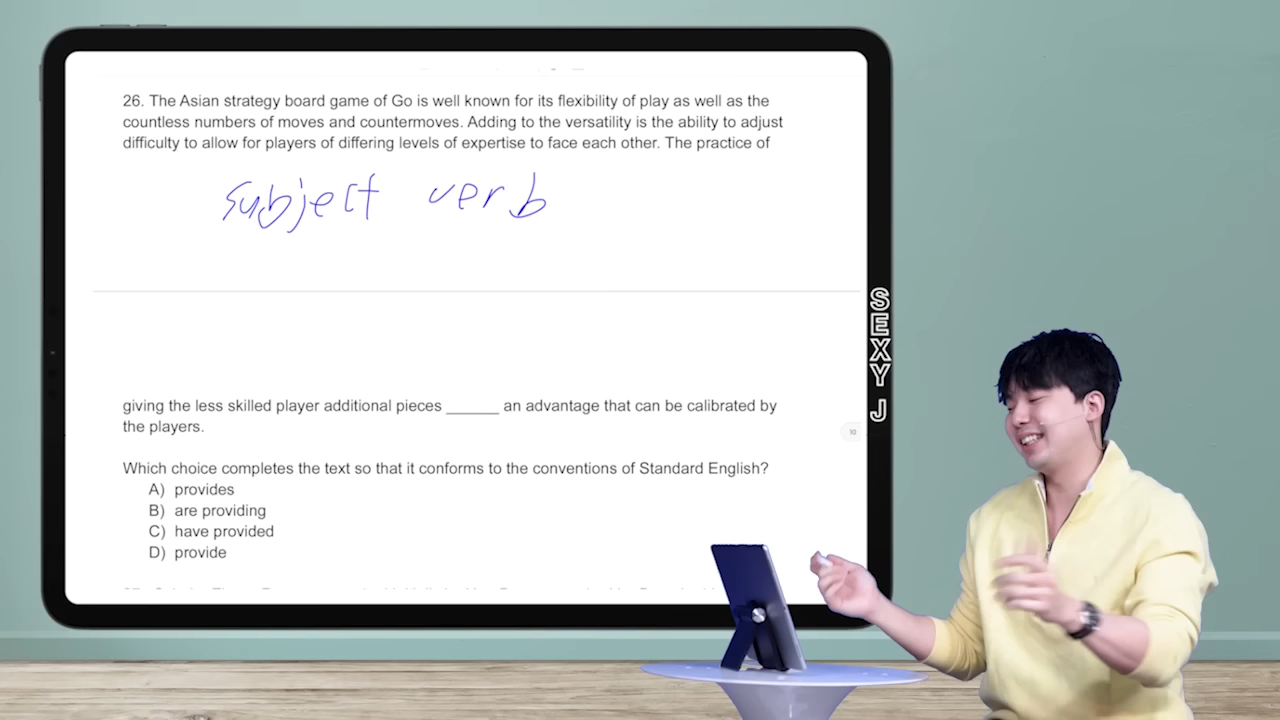 26. The Asian strategy board game of Go is well known for its flexibility of play as well as the
countless numbers of moves and countermoves. Adding to the versatility is the ability to adjust
difficulty to allow for players of differing levels of expertise to face each other. The practice of
subject verb
giving the less skilled player additional pieces ______ an advantage that can be calibrated by
the players.
10
Which choice completes the text so that it conforms to the conventions of Standard English?
A) provides
B) are providing
C) have provided
D) provide
SEXY J